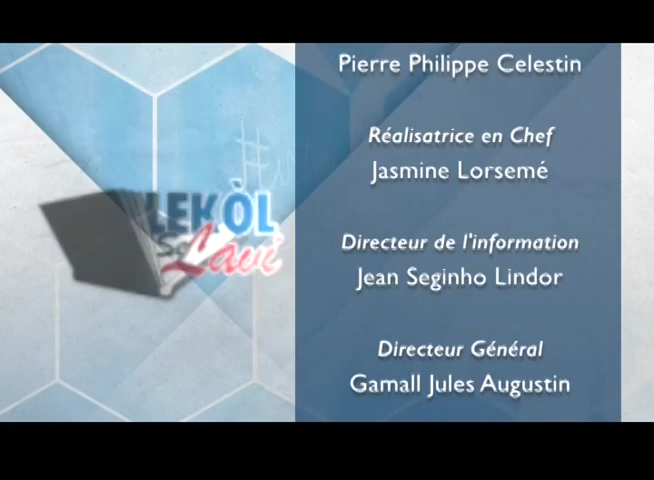 LEKÒL
Se
Lavi
Pierre Philippe Celestin
Réalisatrice en Chef
Jasmine Lorsemé
Directeur de l'information
Jean Seginho Lindor
Directeur Général
Gamall Jules Augustin